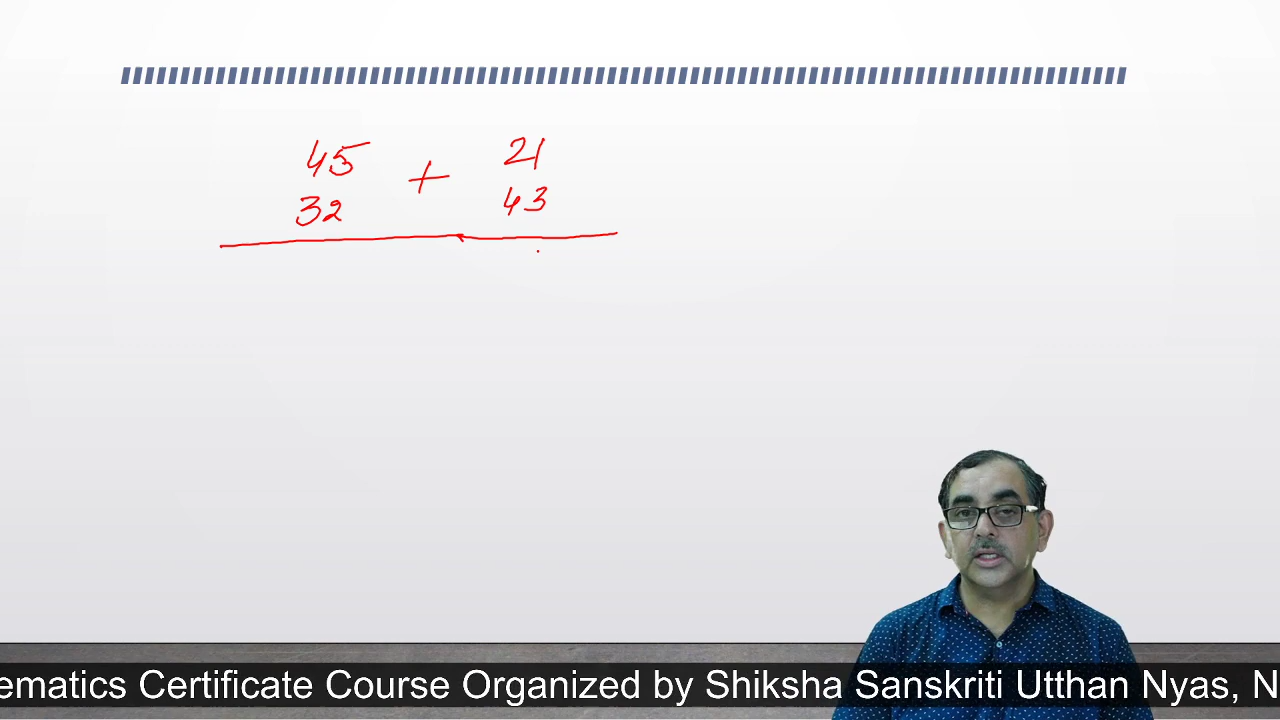 45 + 21
32 43
ematics Certificate Course Organized by Shiksha Sanskriti Utthan Nyas, N